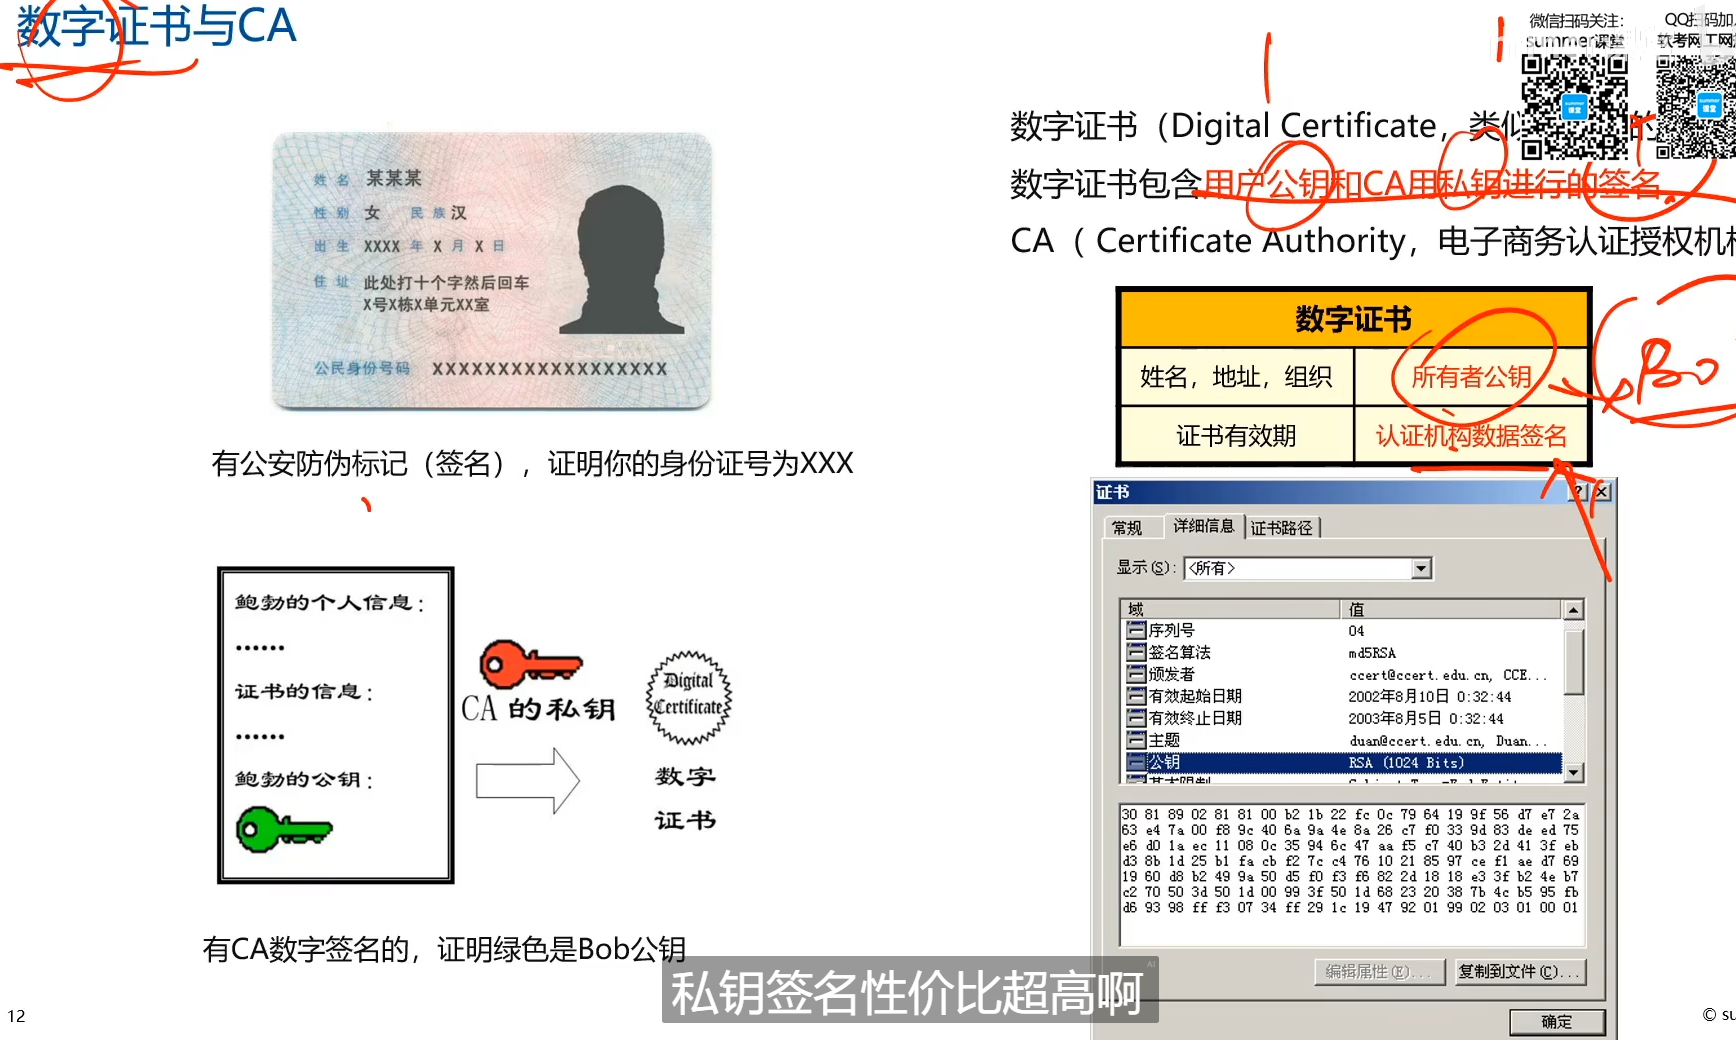 数字证书与CA
微信扫码关注：
summer课堂
QQ扫码加
软考网工网
数字证书（Digital Certificate，类似
的
数字证书包含用户公钥和CA用私钥进行的签名
CA（ Certificate Authority，电子商务认证授权机
姓 名 某某某
性 别 女 民 族 汉
出 生 XXXX 年 X 月 X 日
住 址 此处打十个字然后回车
X号X栋X单元XX室
公民身份号码 XXXXXXXXXXXXXXXXXX
有公安防伪标记（签名），证明你的身份证号为XXX
数字证书
姓名，地址，组织 所有者公钥
证书有效期 认证机构数据签名
Bo
鲍勃的个人信息：
……
证书的信息：
……
鲍勃的公钥：
CA 的私钥
Digital
Certificate
数字
证书
有CA数字签名的，证明绿色是Bob公钥
证书
常规 详细信息 证书路径
显示(S)： <所有>
域 值
序列号 04
签名算法 md5RSA
颁发者 ccert@ccert.edu.cn, CCE...
有效起始日期 2002年8月10日 0:32:44
有效终止日期 2003年8月5日 0:32:44
主题 duan@ccert.edu.cn, Duan...
公钥 RSA (1024 Bits)
30 81 89 02 81 81 00 b2 1b 22 fc 0c 79 64 19 9f 56 d7 e7 2a
63 e4 7a 00 f8 9c 40 6a 9a 4e 8a 26 c7 f0 33 9d 83 de ed 75
e6 d0 1a ec 11 08 0c 35 94 6c 47 aa f5 c7 40 b3 2d 41 3f eb
d3 8b 1d 25 b1 fa cb f2 7c c4 76 10 21 85 97 ce f1 ae d7 69
19 60 d8 b2 49 9a 50 d5 f0 f3 f6 82 2d 18 18 e3 3f b2 4e b7
c2 70 50 3d 50 1d 00 99 3f 50 1d 68 23 20 38 7b 4c b5 95 fb
d6 93 98 ff f3 07 34 ff 29 1c 19 47 92 01 99 02 03 01 00 01
编辑属性(E)... 复制到文件(C)...
确定
私钥签名性价比超高啊
AI
12
© su